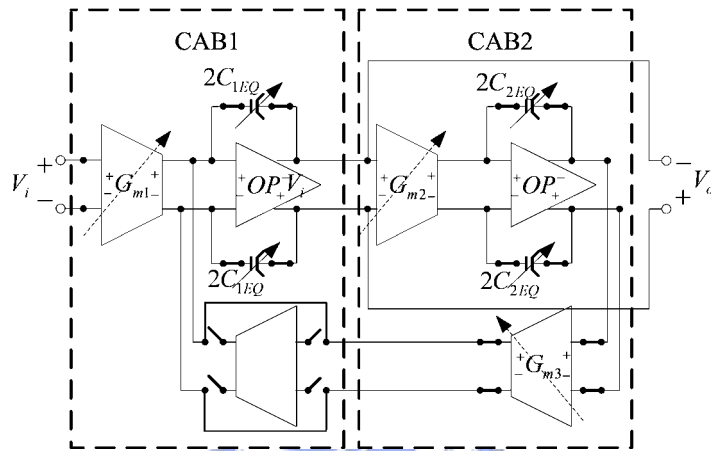 CAB1
CAB2
2C1EQ
2C2EQ
+
Vi
−
+
− Gm1 +
−
+
− OP −
+
Vi
+
− Gm2 −
+
− OP −
+
−
Vo
+
2C1EQ
2C2EQ
+
− Gm3 +
−